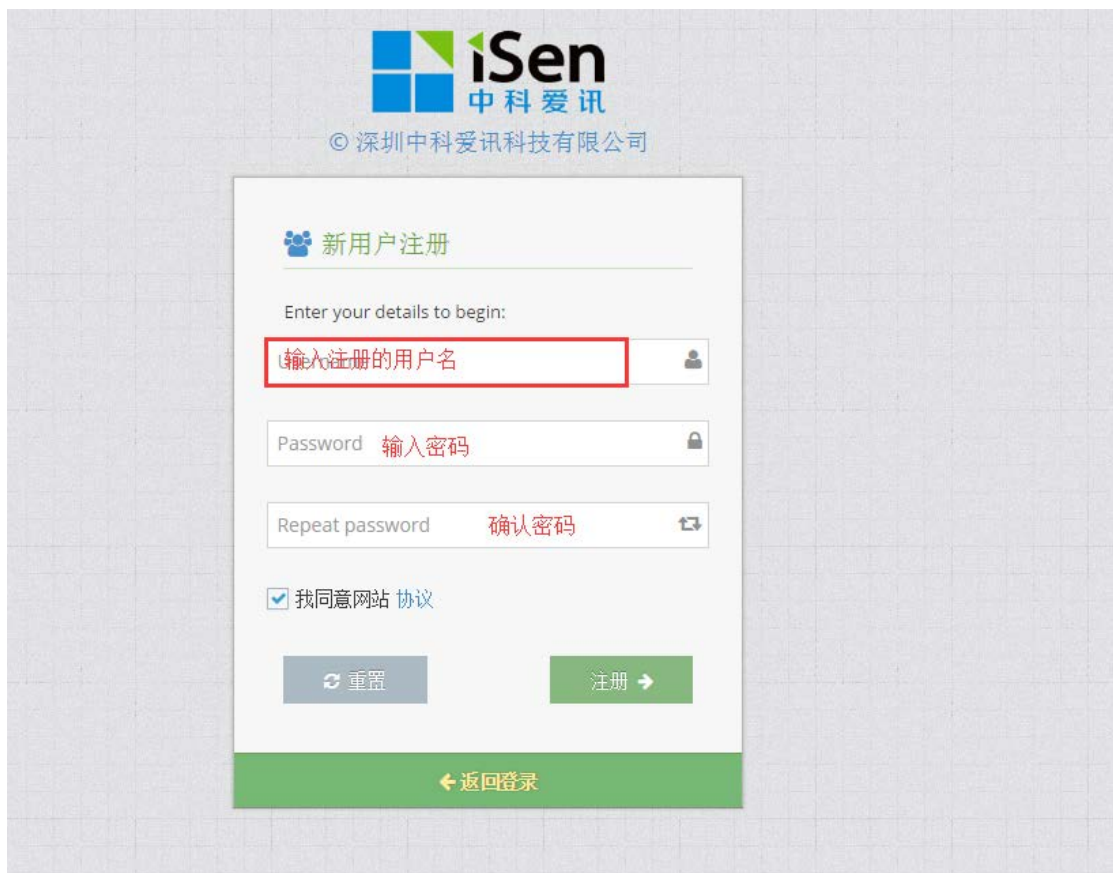 iSen
中科爱讯
© 深圳中科爱讯科技有限公司
新用户注册
Enter your details to begin:
输入注册的用户名
Password 输入密码
Repeat password 确认密码
我同意网站 协议
重置 注册
返回登录